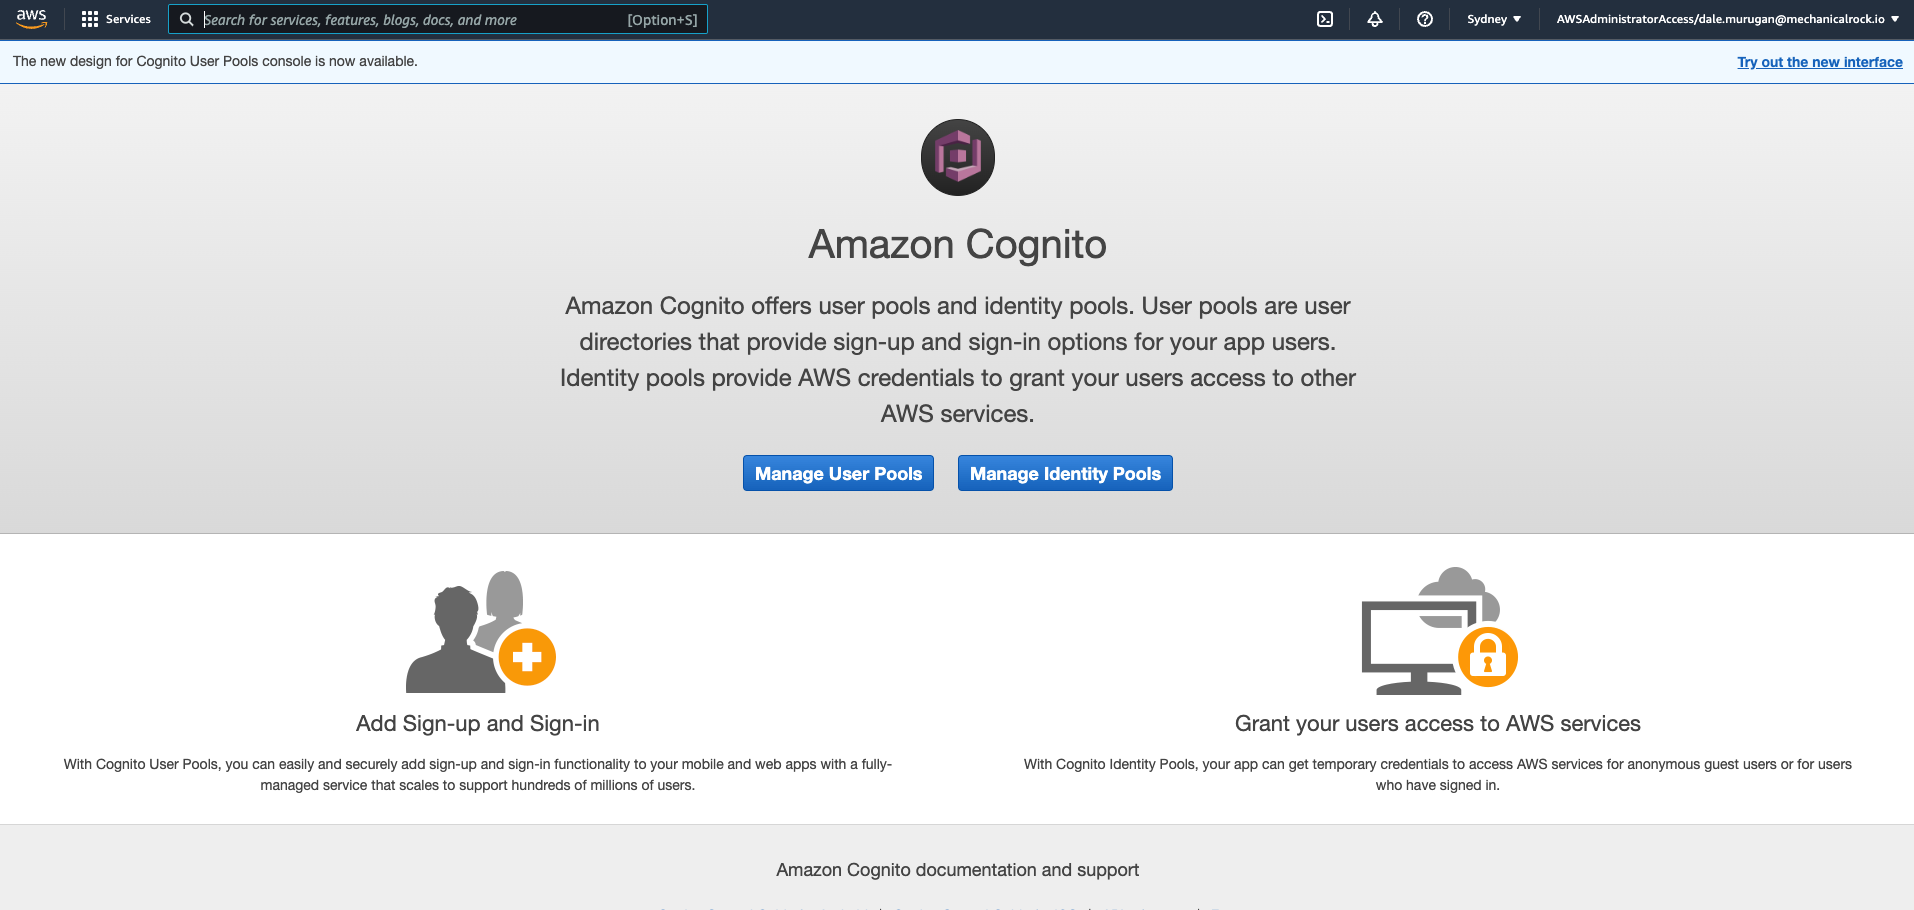 aws
Services
Search for services, features, blogs, docs, and more
[Option+S]
Sydney
AWSAdministratorAccess/dale.murugan@mechanicalrock.io
The new design for Cognito User Pools console is now available.
Try out the new interface
Amazon Cognito
Amazon Cognito offers user pools and identity pools. User pools are user
directories that provide sign-up and sign-in options for your app users.
Identity pools provide AWS credentials to grant your users access to other
AWS services.
Manage User Pools
Manage Identity Pools
Add Sign-up and Sign-in
With Cognito User Pools, you can easily and securely add sign-up and sign-in functionality to your mobile and web apps with a fully-
managed service that scales to support hundreds of millions of users.
Grant your users access to AWS services
With Cognito Identity Pools, your app can get temporary credentials to access AWS services for anonymous guest users or for users
who have signed in.
Amazon Cognito documentation and support